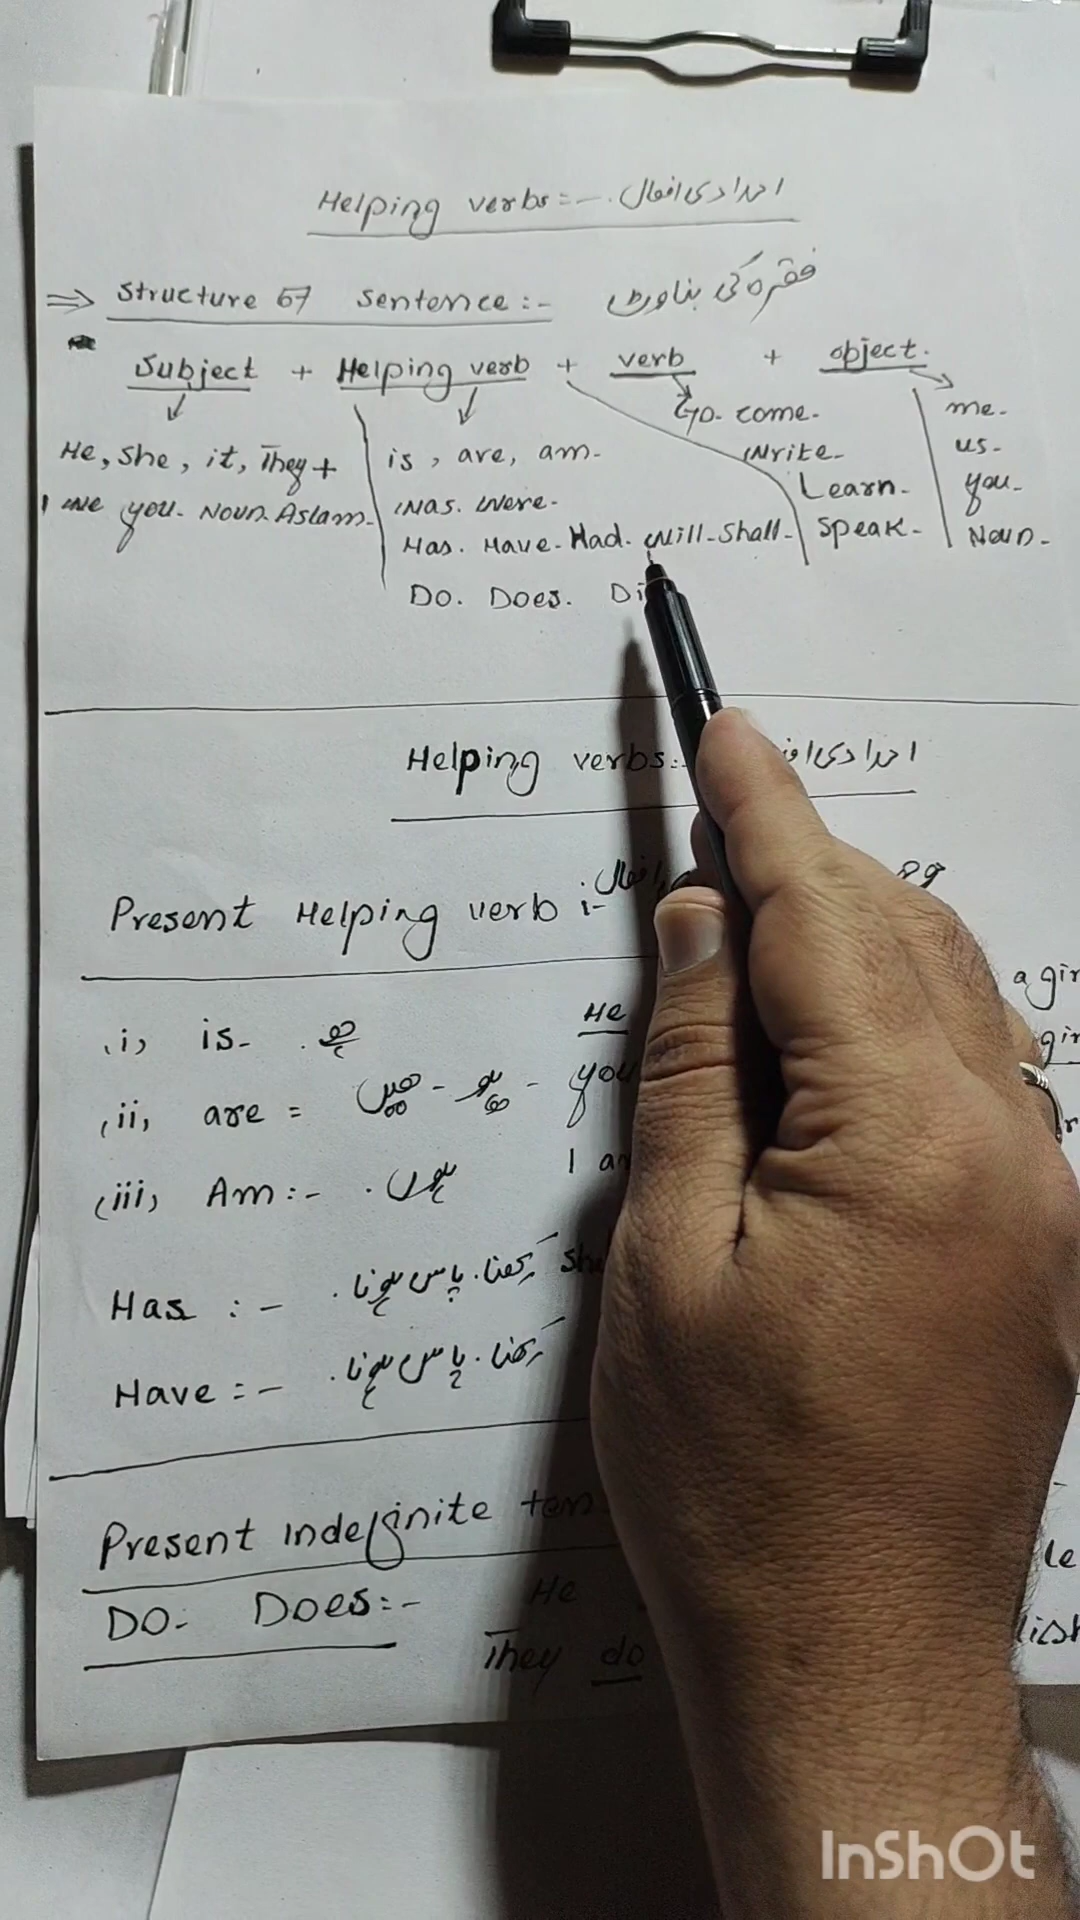 Helping verbs:- امدادی افعال
⇒ Structure of Sentence:- فقرہ کی بناوٹ
Subject + Helping verb + verb + object.
He, She, it, They + is, are, am. Go. come. me.
I we you. Noun. Aslam. Was. Were. Write. us.
Has. Have. Had. Will. Shall. Learn. you.
Do. Does. Speak. Noun.
Helping verbs:- امدادی
Present Helping verb :- افعال
(i) is. ہے He a
(ii) are = ہیں - ہو - you
(iii) Am:- ہوں. I
Has :- رکھنا. پاس ہونا.
Have:- رکھنا. پاس ہونا.
Present indefinite
Do. Does:- He
They do
InShOt